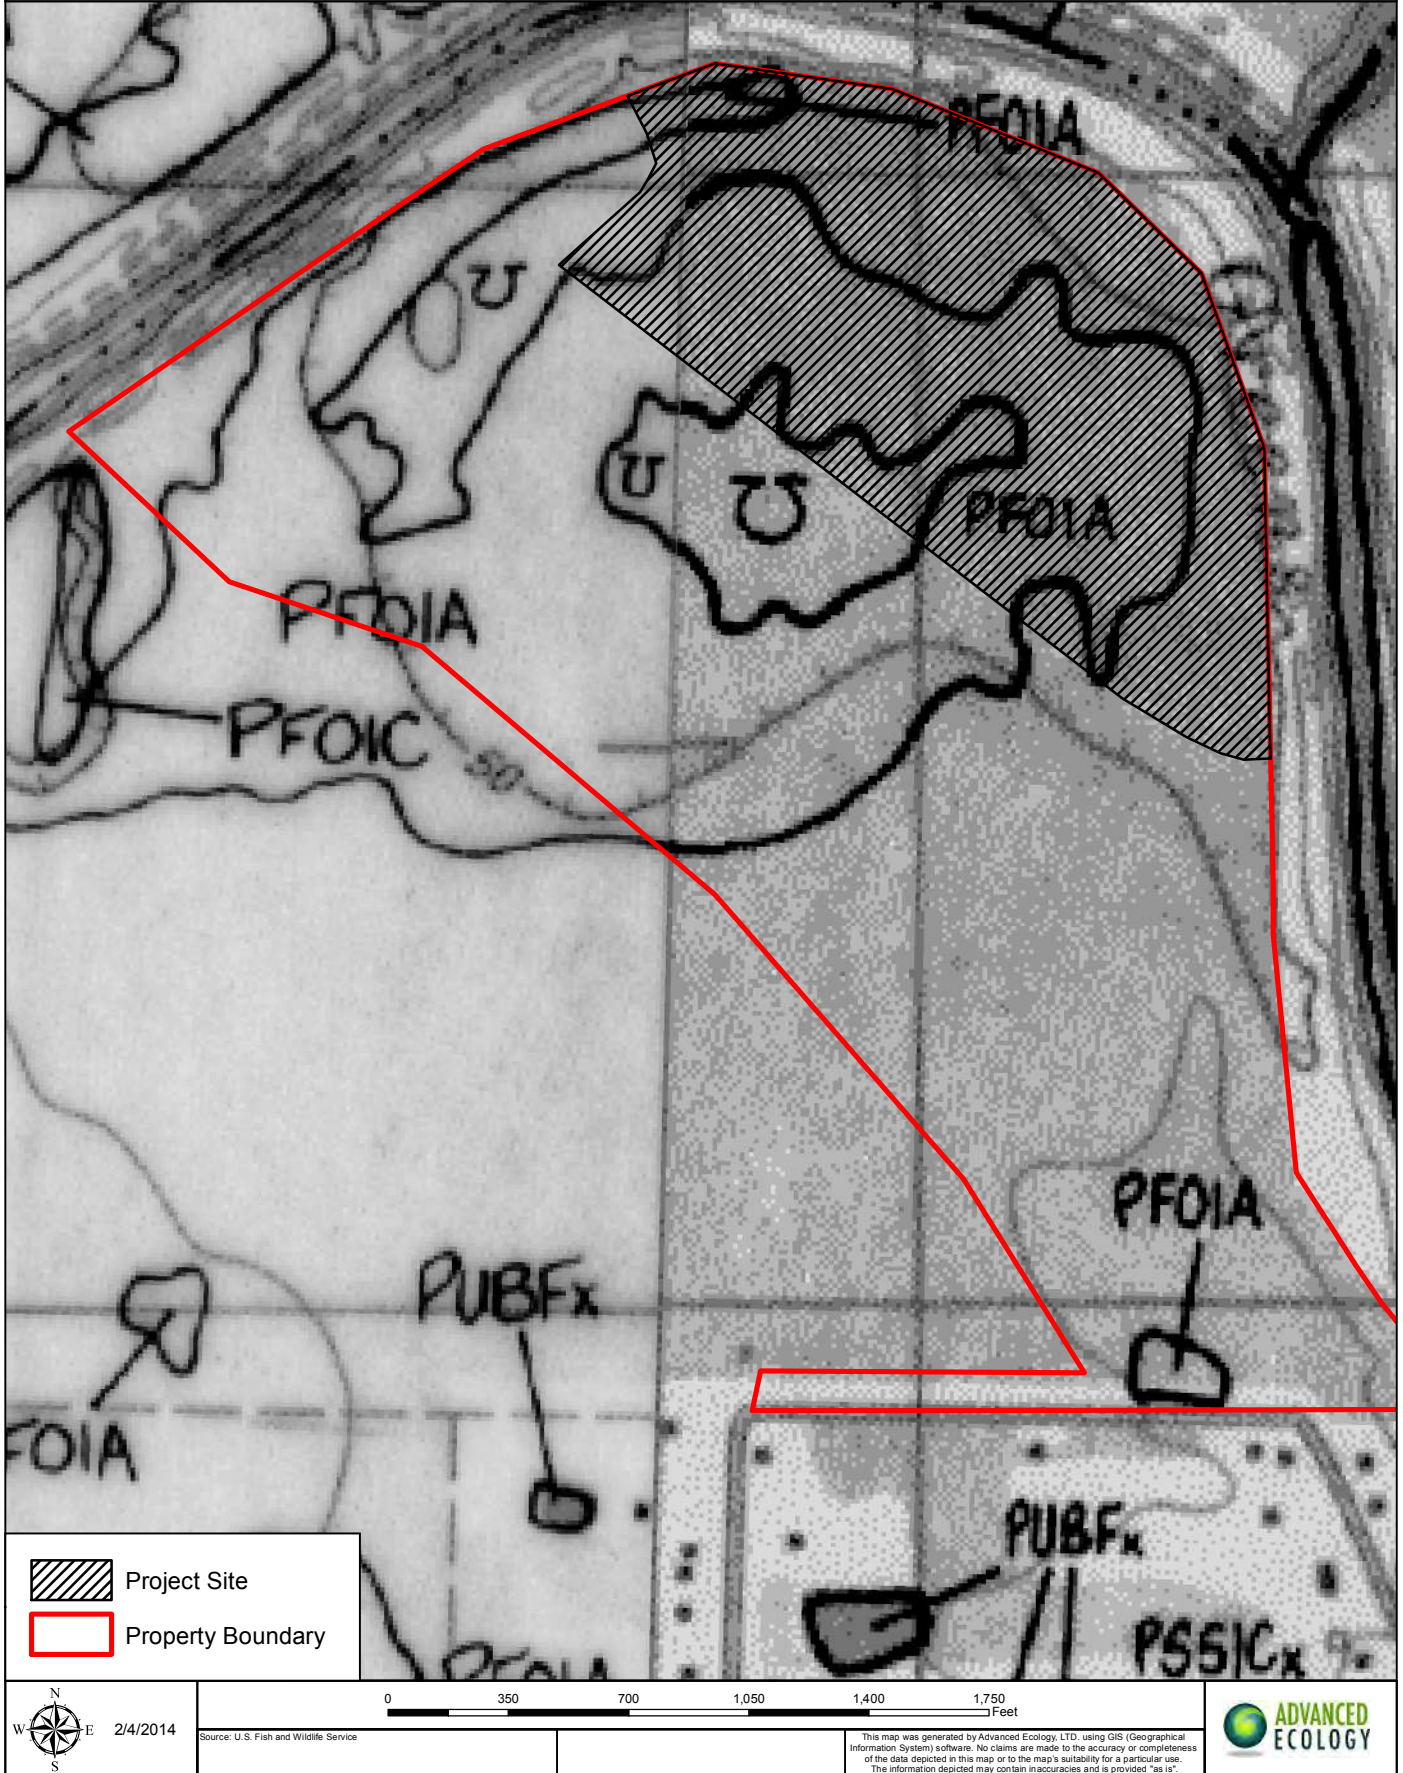 PFO1A
U
U
U
PFO1A
PFO1A
PFO1C
50
PFO1A
PUBFx
FO1A
PUBFx
PSS1Cx
PFO1A
Project Site
Property Boundary
N
W E
S
2/4/2014
0 350 700 1,050 1,400 1,750
Feet
Source: U.S. Fish and Wildlife Service
This map was generated by Advanced Ecology, LTD. using GIS (Geographical
Information System) software. No claims are made to the accuracy or completeness
of the data depicted in this map or to the map's suitability for a particular use.
The information depicted may contain inaccuracies and is provided "as is".
ADVANCED
ECOLOGY